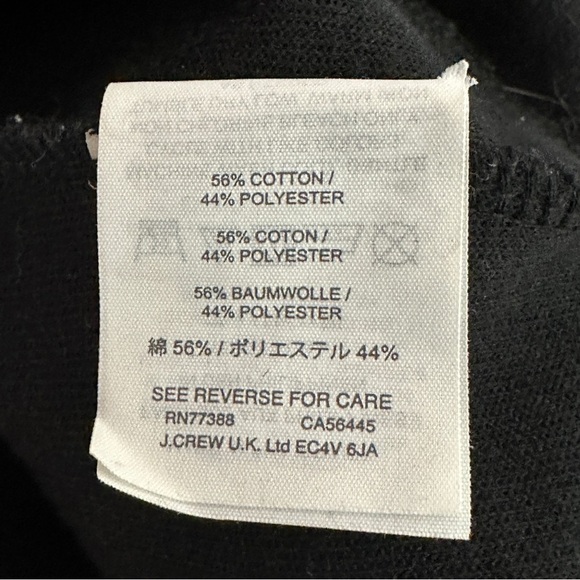 56% COTTON /
44% POLYESTER
56% COTON /
44% POLYESTER
56% BAUMWOLLE /
44% POLYESTER
綿 56% / ポリエステル 44%
SEE REVERSE FOR CARE
RN77388 CA56445
J.CREW U.K. Ltd EC4V 6JA